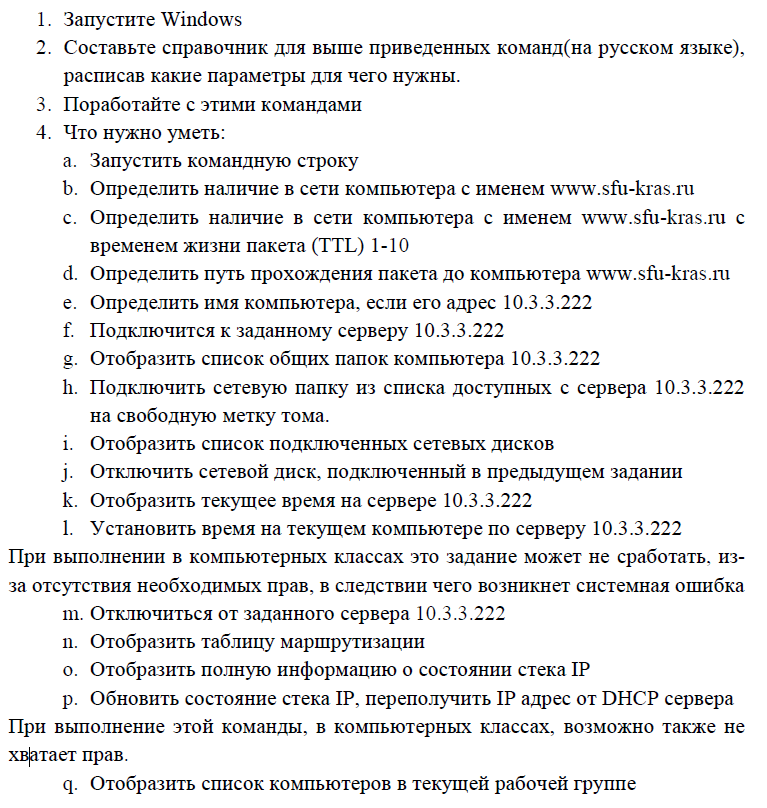 1. Запустите Windows
2. Составьте справочник для выше приведенных команд(на русском языке),
расписав какие параметры для чего нужны.
3. Поработайте с этими командами
4. Что нужно уметь:
a. Запустить командную строку
b. Определить наличие в сети компьютера с именем www.sfu-kras.ru
c. Определить наличие в сети компьютера с именем www.sfu-kras.ru с
временем жизни пакета (TTL) 1-10
d. Определить путь прохождения пакета до компьютера www.sfu-kras.ru
e. Определить имя компьютера, если его адрес 10.3.3.222
f. Подключится к заданному серверу 10.3.3.222
g. Отобразить список общих папок компьютера 10.3.3.222
h. Подключить сетевую папку из списка доступных с сервера 10.3.3.222
на свободную метку тома.
i. Отобразить список подключенных сетевых дисков
j. Отключить сетевой диск, подключенный в предыдущем задании
k. Отобразить текущее время на сервере 10.3.3.222
l. Установить время на текущем компьютере по серверу 10.3.3.222
При выполнении в компьютерных классах это задание может не сработать, из-
за отсутствия необходимых прав, в следствии чего возникнет системная ошибка
m. Отключиться от заданного сервера 10.3.3.222
n. Отобразить таблицу маршрутизации
o. Отобразить полную информацию о состоянии стека IP
p. Обновить состояние стека IP, переполучить IP адрес от DHCP сервера
При выполнение этой команды, в компьютерных классах, возможно также не
хватает прав.
q. Отобразить список компьютеров в текущей рабочей группе